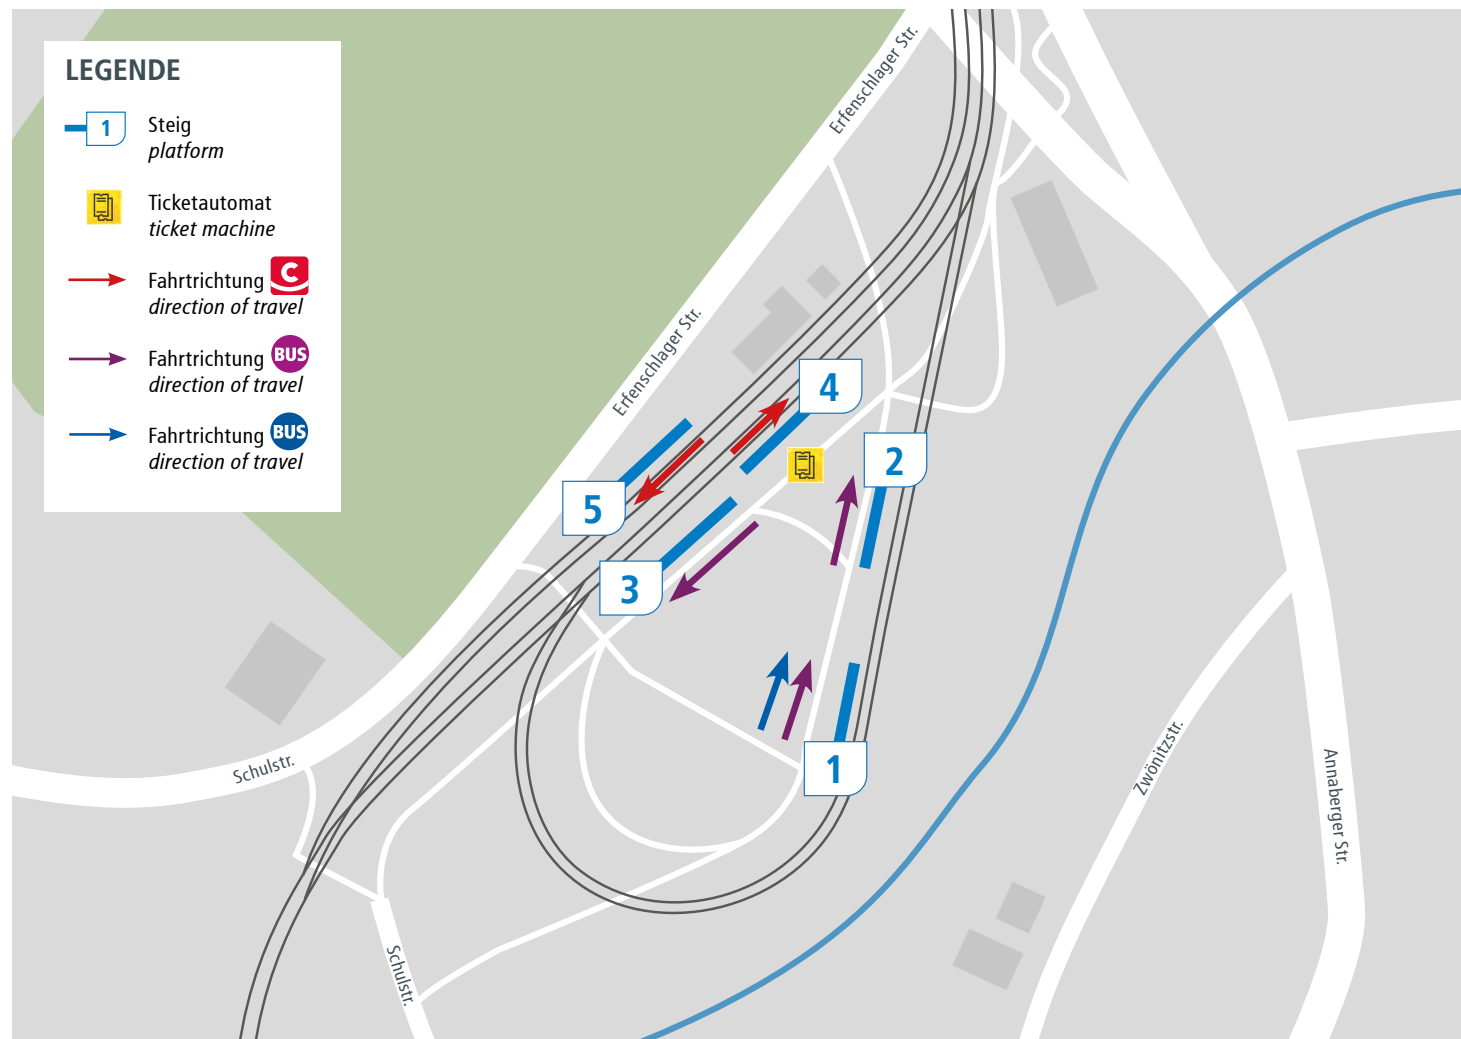 LEGENDE
1
Steig
platform
Ticketautomat
ticket machine
Fahrtrichtung C
direction of travel
Fahrtrichtung BUS
direction of travel
Fahrtrichtung BUS
direction of travel
Erfenschlager Str.
Erfenschlager Str.
4
2
5
3
1
Schulstr.
Schulstr.
Zwönitzstr.
Annaberger Str.